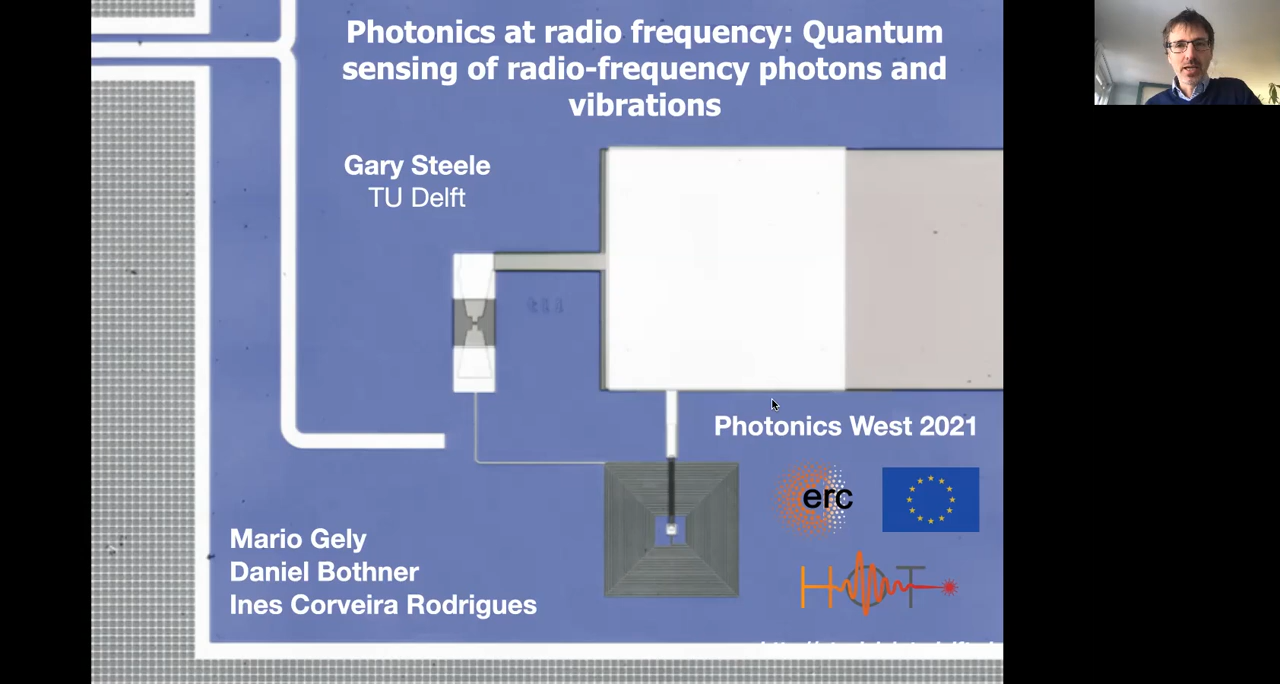 Photonics at radio frequency: Quantum
sensing of radio-frequency photons and
vibrations
Gary Steele
TU Delft
Photonics West 2021
erc
HOT
Mario Gely
Daniel Bothner
Ines Corveira Rodrigues